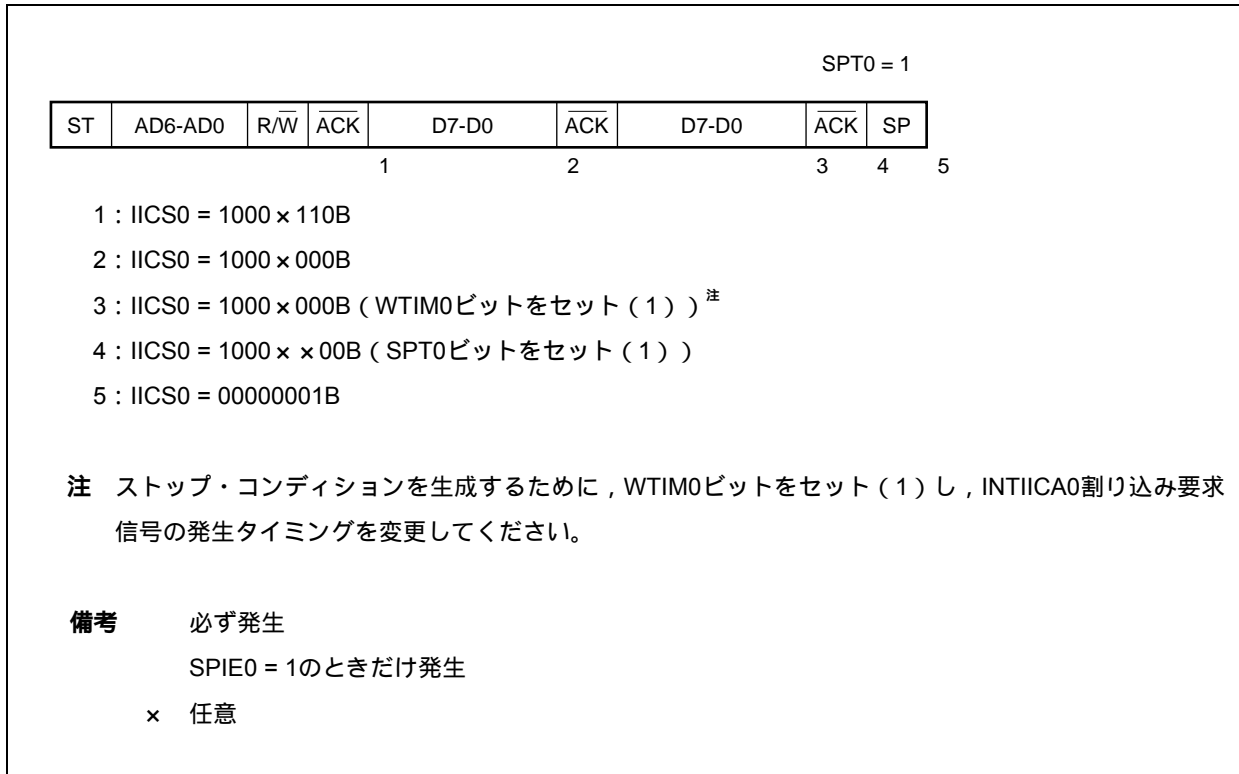 SPT0 = 1
ST AD6-AD0 R/W̅ A̅C̅K̅ D7-D0 A̅C̅K̅ D7-D0 A̅C̅K̅ SP
1 2 3 4 5
1：IICS0 = 1000×110B
2：IICS0 = 1000×000B
3：IICS0 = 1000×000B（WTIM0ビットをセット（1））注
4：IICS0 = 1000××00B（SPT0ビットをセット（1））
5：IICS0 = 00000001B
注 ストップ・コンディションを生成するために，WTIM0ビットをセット（1）し，INTIICA0割り込み要求
信号の発生タイミングを変更してください。
備考 必ず発生
SPIE0 = 1のときだけ発生
× 任意